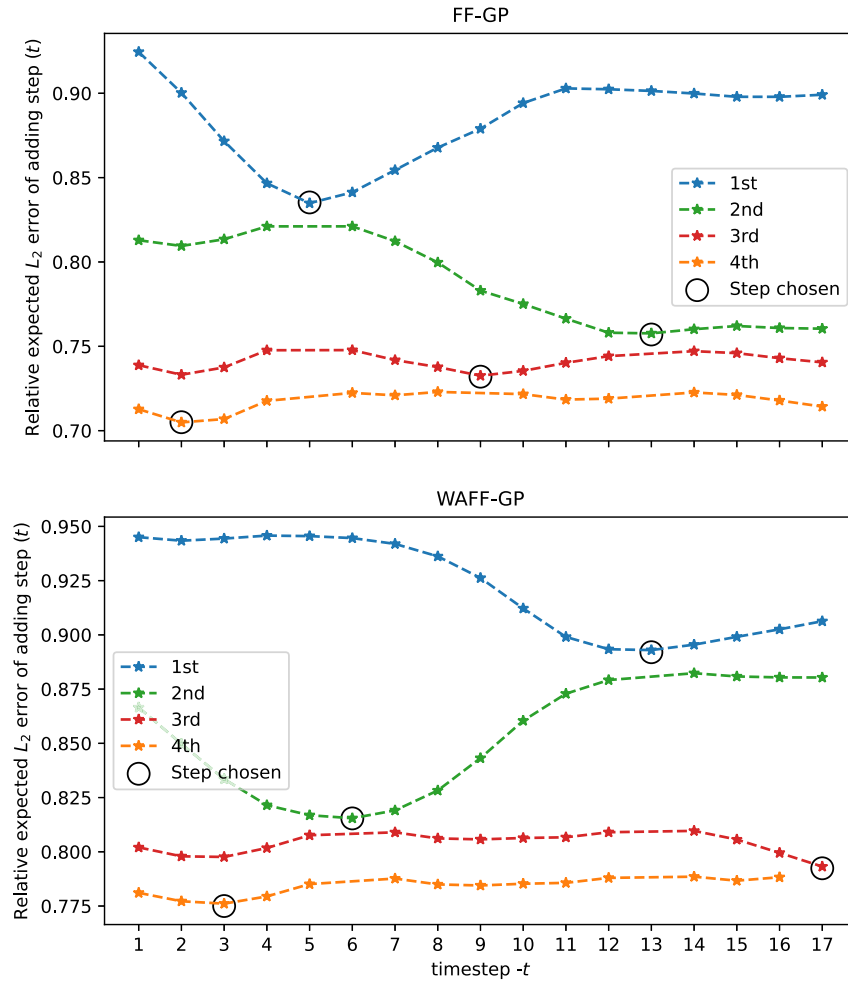 FF-GP
Relative expected L₂ error of adding step (t)
0.90
0.85
0.80
0.75
0.70
1st
2nd
3rd
4th
Step chosen
WAFF-GP
Relative expected L₂ error of adding step (t)
0.950
0.925
0.900
0.875
0.850
0.825
0.800
0.775
1st
2nd
3rd
4th
Step chosen
1 2 3 4 5 6 7 8 9 10 11 12 13 14 15 16 17
timestep -t